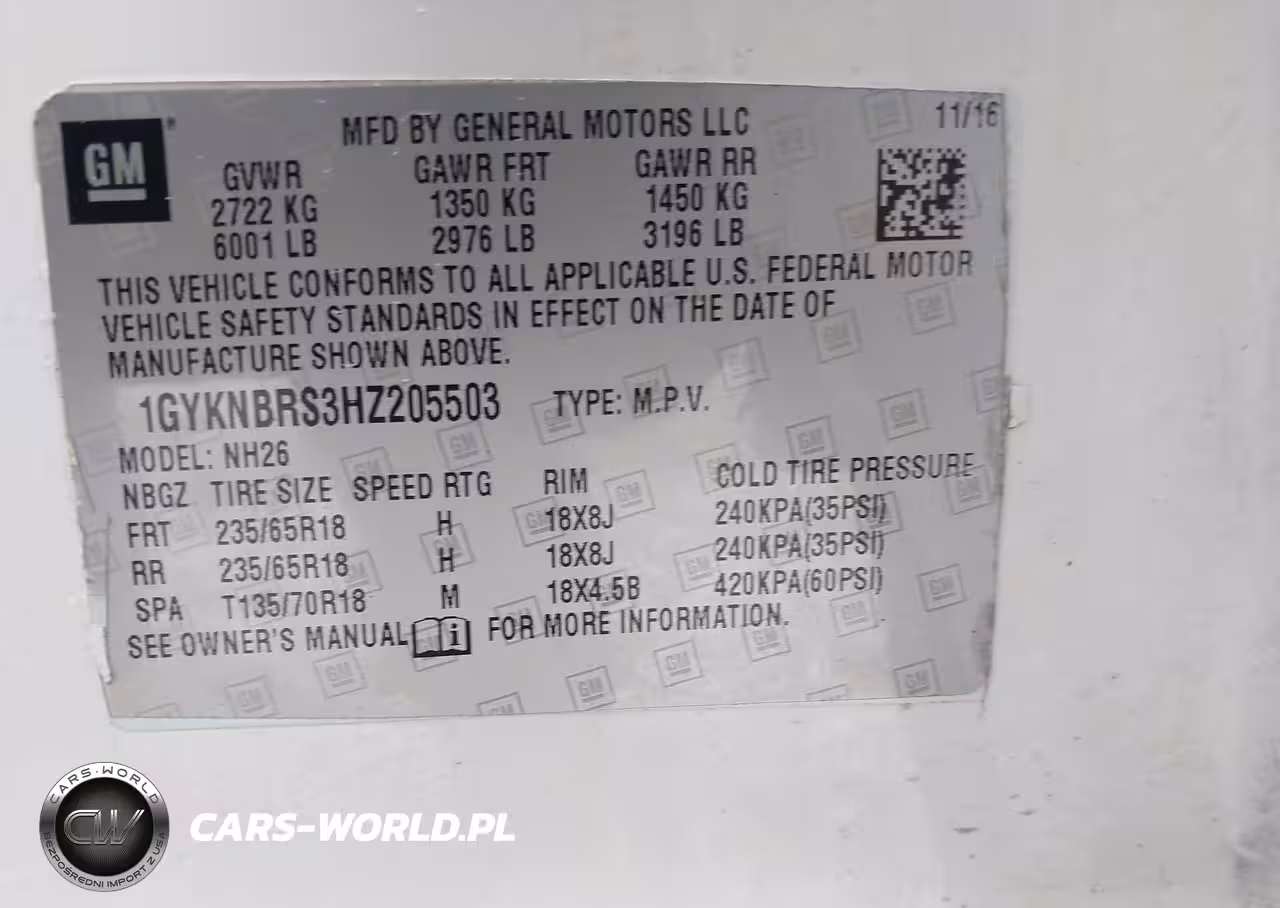 GM
MFD BY GENERAL MOTORS LLC 11/16
GVWR GAWR FRT GAWR RR
2722 KG 1350 KG 1450 KG
6001 LB 2976 LB 3196 LB
THIS VEHICLE CONFORMS TO ALL APPLICABLE U.S. FEDERAL MOTOR
VEHICLE SAFETY STANDARDS IN EFFECT ON THE DATE OF
MANUFACTURE SHOWN ABOVE.
1GYKNBRS3HZ205503 TYPE: M.P.V.
MODEL: NH26
NBGZ TIRE SIZE SPEED RTG RIM COLD TIRE PRESSURE
FRT 235/65R18 H 18X8J 240KPA(35PSI)
RR 235/65R18 H 18X8J 240KPA(35PSI)
SPA T135/70R18 M 18X4.5B 420KPA(60PSI)
SEE OWNER'S MANUAL i FOR MORE INFORMATION.
CARS-WORLD
CW
BEZPOŚREDNI IMPORT Z USA
CARS-WORLD.PL